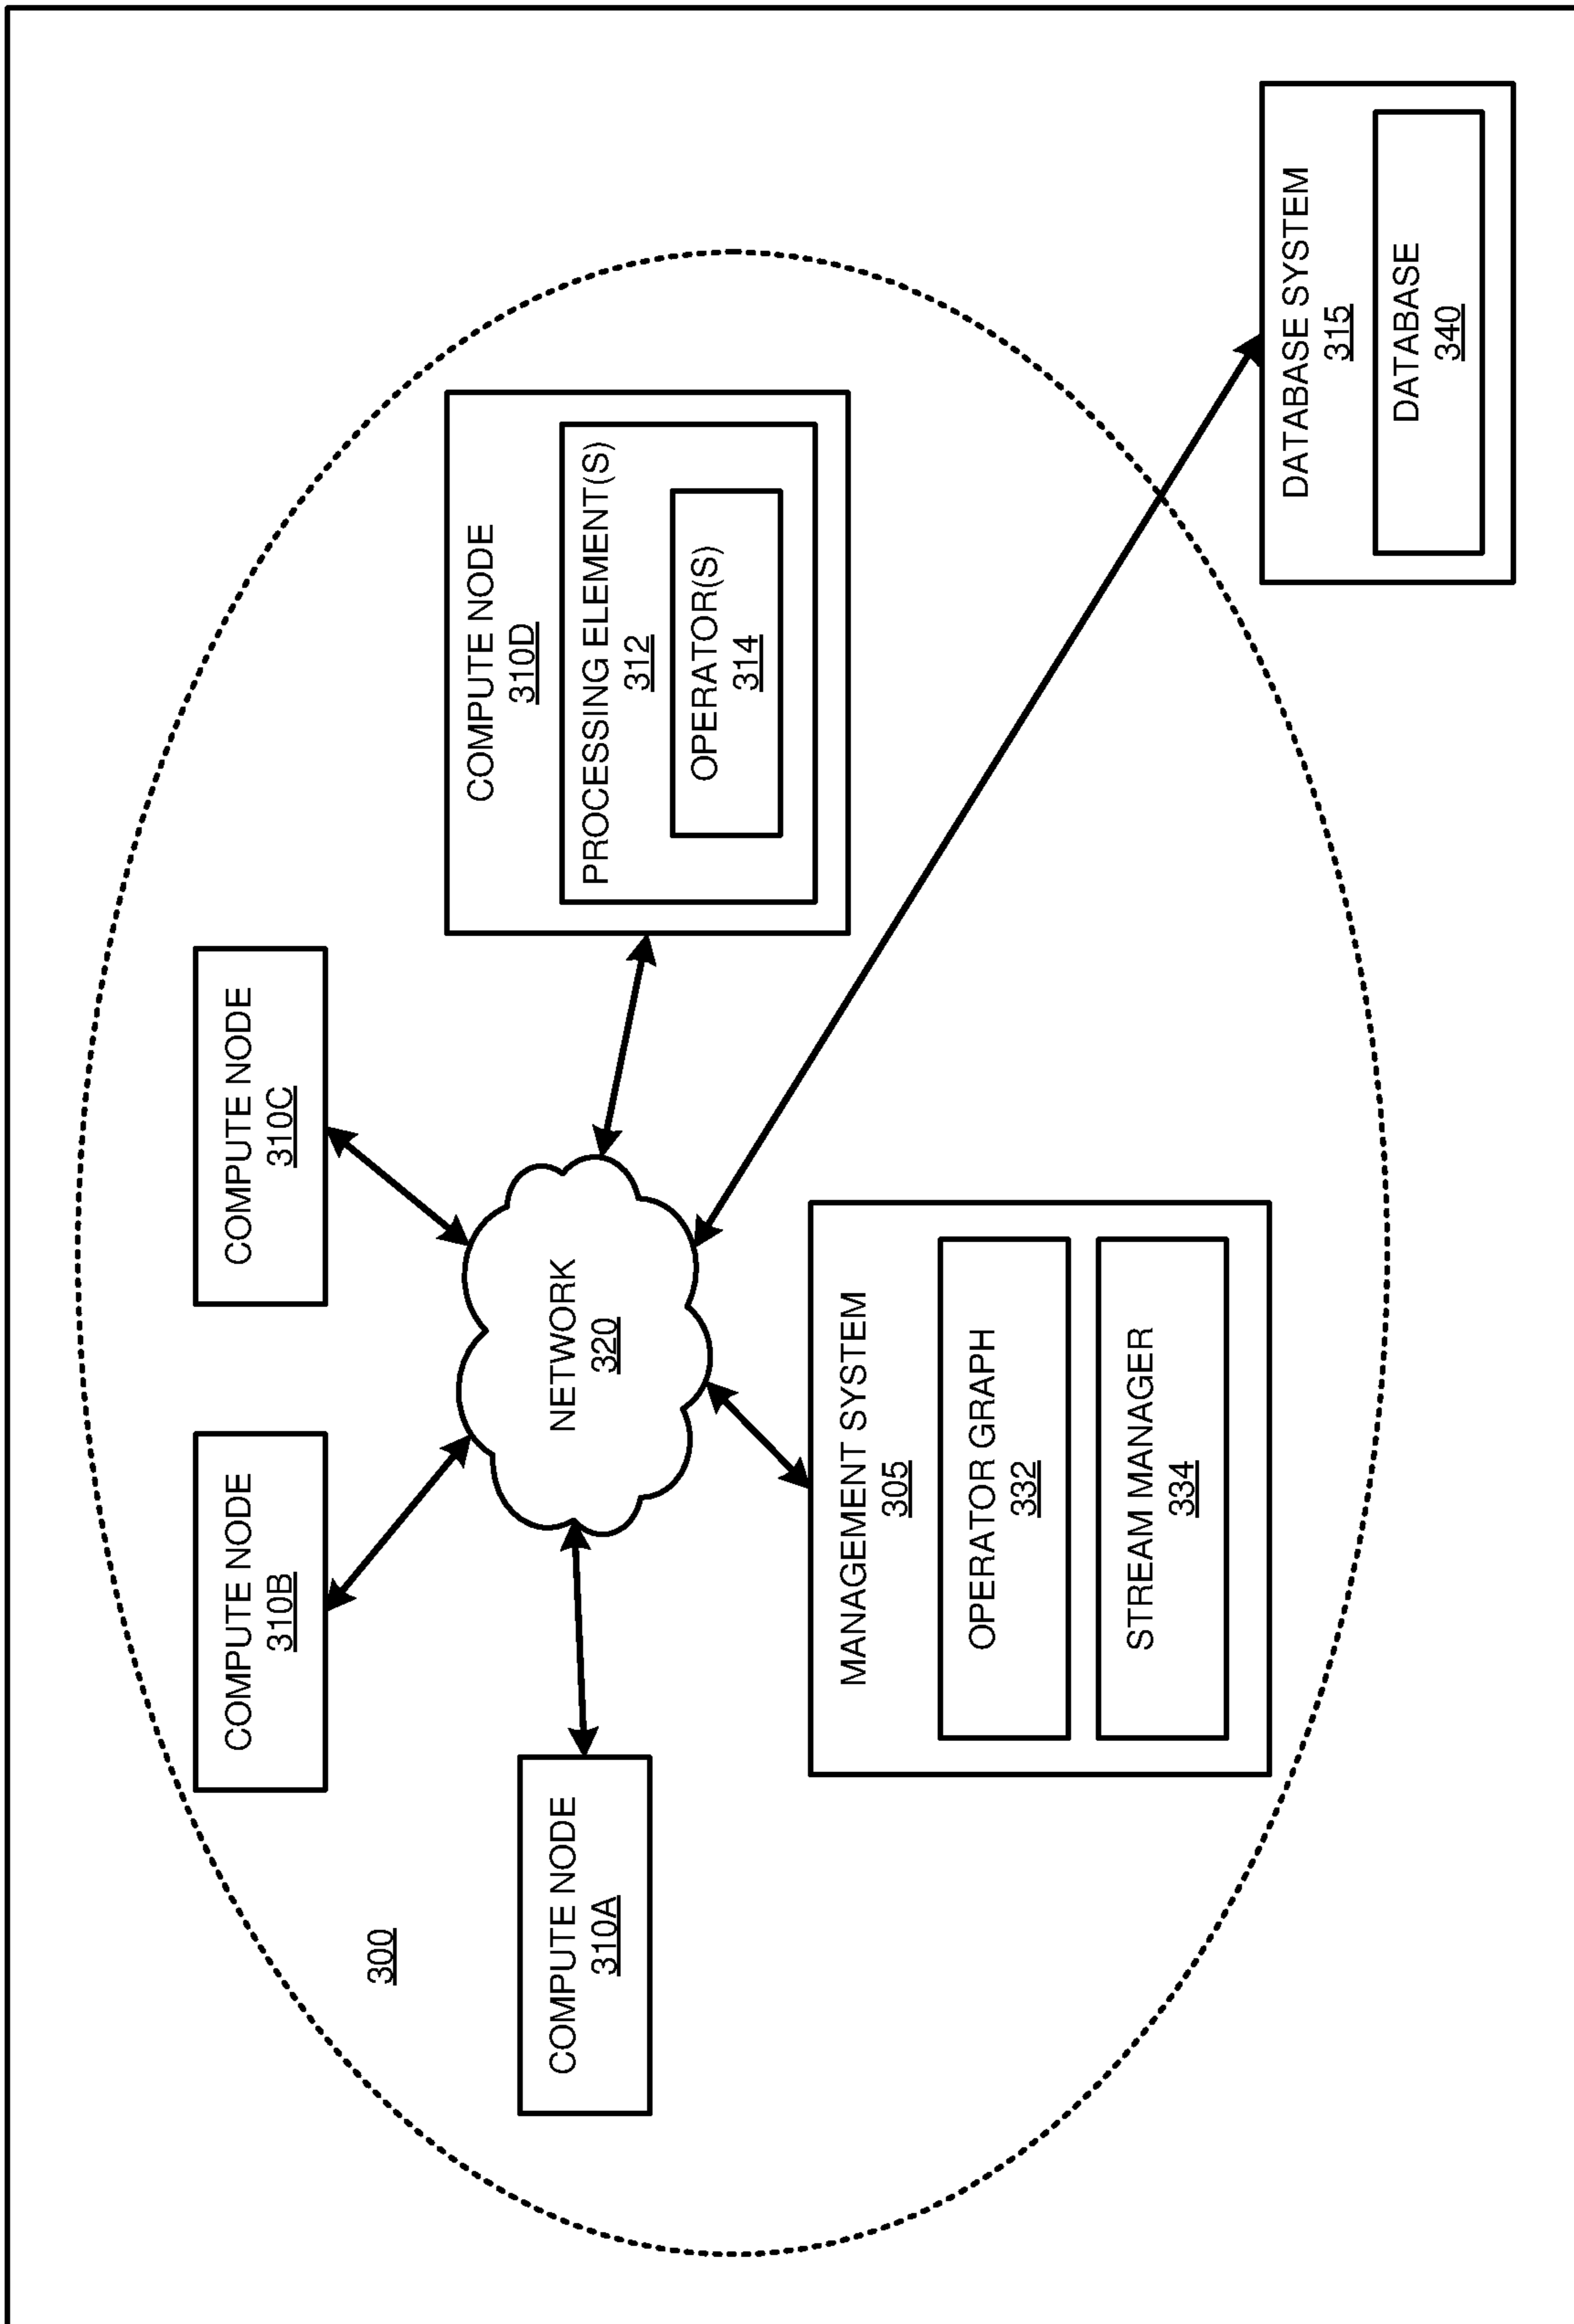 300
COMPUTE NODE
310A
COMPUTE NODE
310B
COMPUTE NODE
310C
COMPUTE NODE
310D
PROCESSING ELEMENT(S)
312
OPERATOR(S)
314
NETWORK
320
MANAGEMENT SYSTEM
305
OPERATOR GRAPH
332
STREAM MANAGER
334
DATABASE SYSTEM
315
DATABASE
340